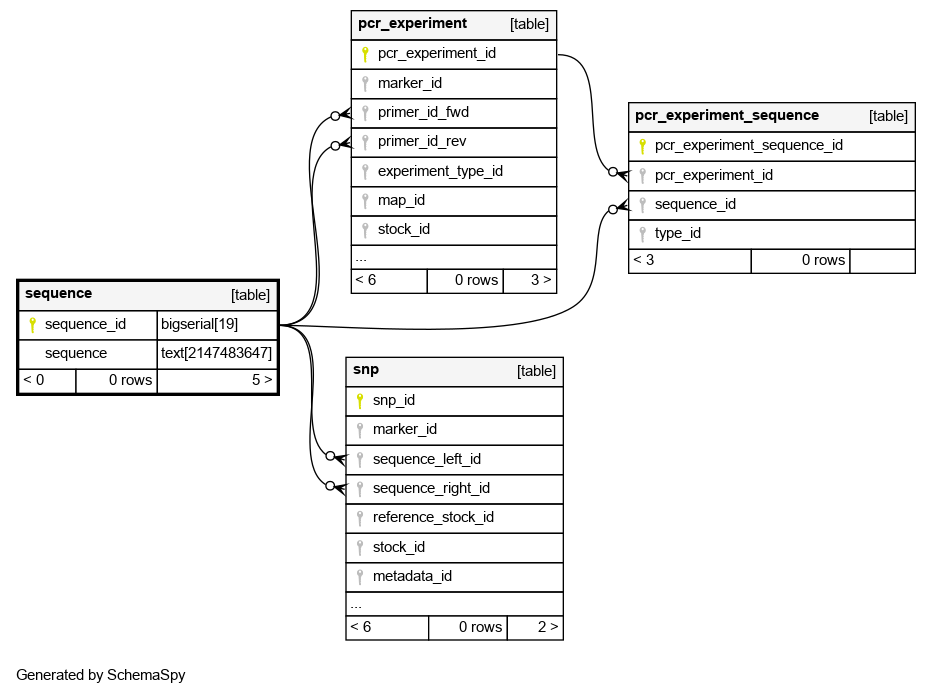 pcr_experiment [table]
pcr_experiment_id
marker_id
primer_id_fwd
primer_id_rev
experiment_type_id
map_id
stock_id
...
< 6 0 rows 3 >
pcr_experiment_sequence [table]
pcr_experiment_sequence_id
pcr_experiment_id
sequence_id
type_id
< 3 0 rows
sequence [table]
sequence_id bigserial[19]
sequence text[2147483647]
< 0 0 rows 5 >
snp [table]
snp_id
marker_id
sequence_left_id
sequence_right_id
reference_stock_id
stock_id
metadata_id
...
< 6 0 rows 2 >
Generated by SchemaSpy